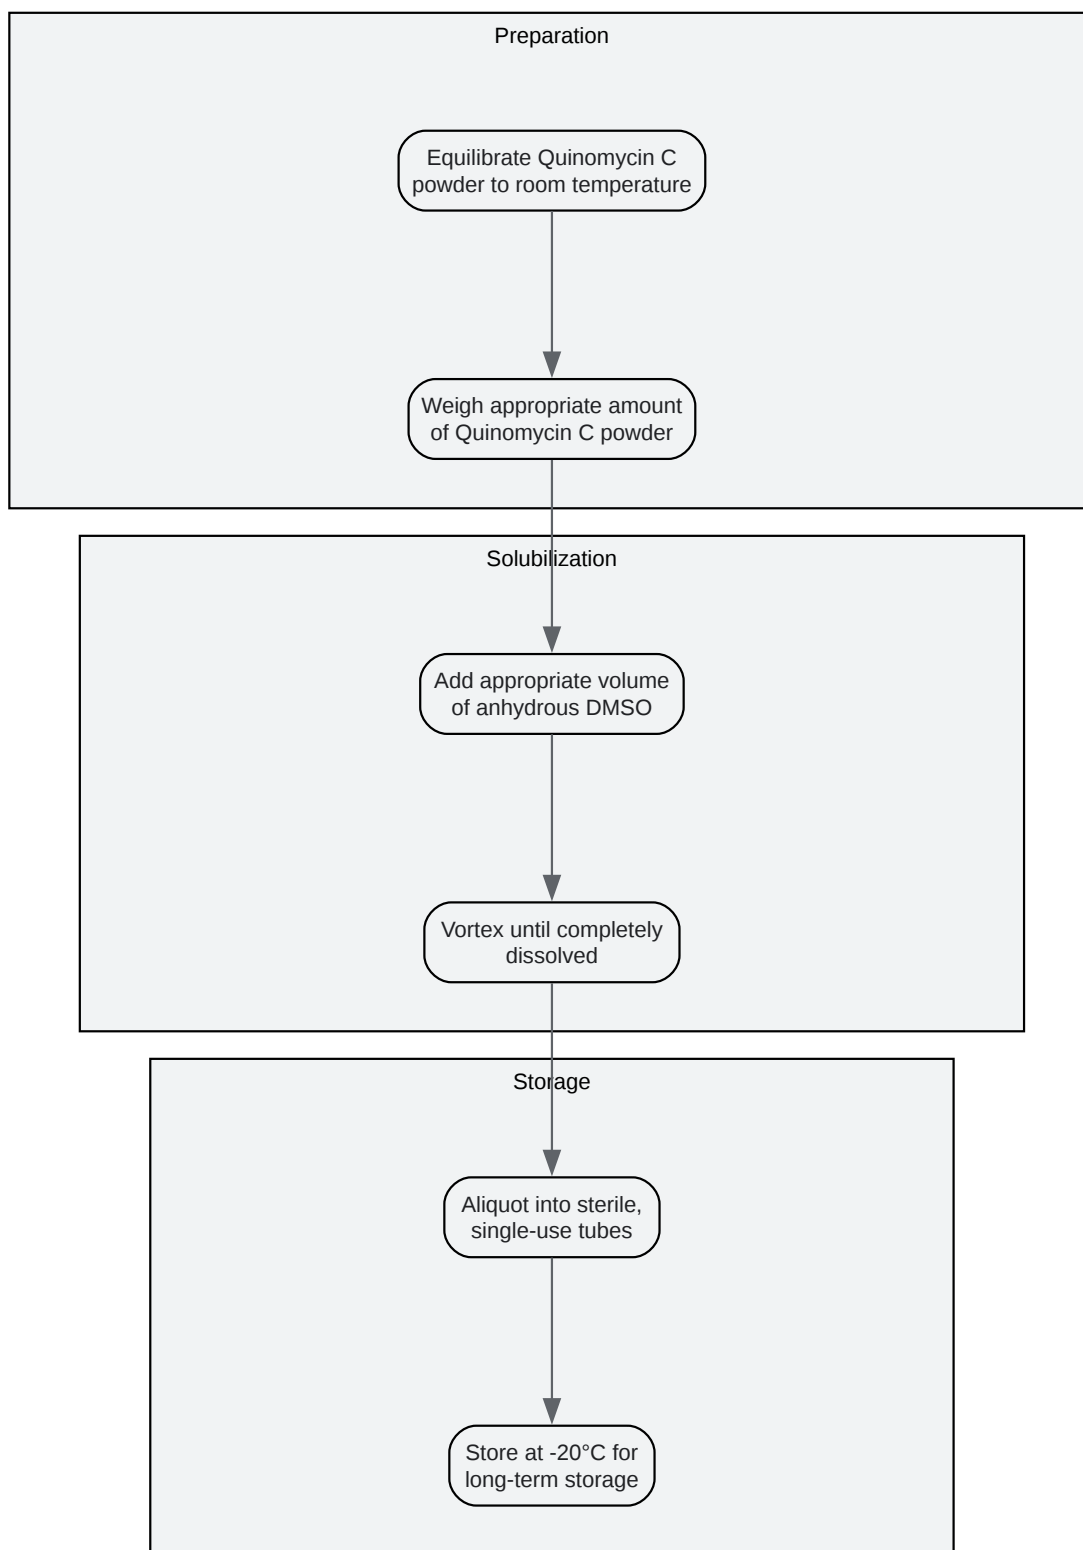 Preparation
Equilibrate Quinomycin C
powder to room temperature
Weigh appropriate amount
of Quinomycin C powder
Solubilization
Add appropriate volume
of anhydrous DMSO
Vortex until completely
dissolved
Storage
Aliquot into sterile,
single-use tubes
Store at -20°C for
long-term storage